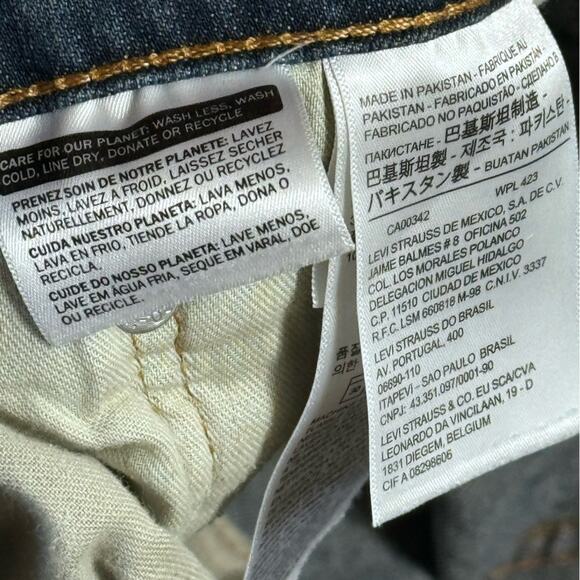 CARE FOR OUR PLANET: WASH LESS, WASH
COLD, LINE DRY, DONATE OR RECYCLE
PRENEZ SOIN DE NOTRE PLANETE: LAVEZ
MOINS, LAVEZ A FROID, LAISSEZ SECHER
NATURELLEMENT, DONNEZ OU RECYCLEZ
CUIDA NUESTRO PLANETA: LAVA MENOS,
LAVA EN FRIO, TIENDE LA ROPA, DONA O
RECICLA.
CUIDE DO NOSSO PLANETA: LAVE MENOS,
LAVE EM ÁGUA FRIA, SEQUE EM VARAL, DOE
OU RECICLE.
MADE IN PAKISTAN - FABRIQUE AU
PAKISTAN - FABRICADO EN PAKISTAN -
FABRICADO NO PAQUISTÃO - СДЕЛАНО В
ПАКИСТАНЕ - 巴基斯坦制造 -
巴基斯坦製 - 제조국 : 파키스탄 -
パキスタン製 - BUATAN PAKISTAN
CA00342 WPL 423
LEVI STRAUSS DE MEXICO, S.A. DE C.V.
JAIME BALMES # 8 OFICINA 502
COL. LOS MORALES POLANCO
DELEGACION MIGUEL HIDALGO
C.P. 11510 CIUDAD DE MEXICO
R.F.C. LSM 660818 M-98 C.N.I.V. 3337
LEVI STRAUSS DO BRASIL
AV. PORTUGAL, 400
06690-110
ITAPEVI - SAO PAULO BRASIL
CNPJ: 43.351.097/0001-90
LEVI STRAUSS & CO. EU SCA/CVA
LEONARDO DA VINCILAAN, 19 - D
1831 DIEGEM, BELGIUM
CIF A 08298606
품질
의한